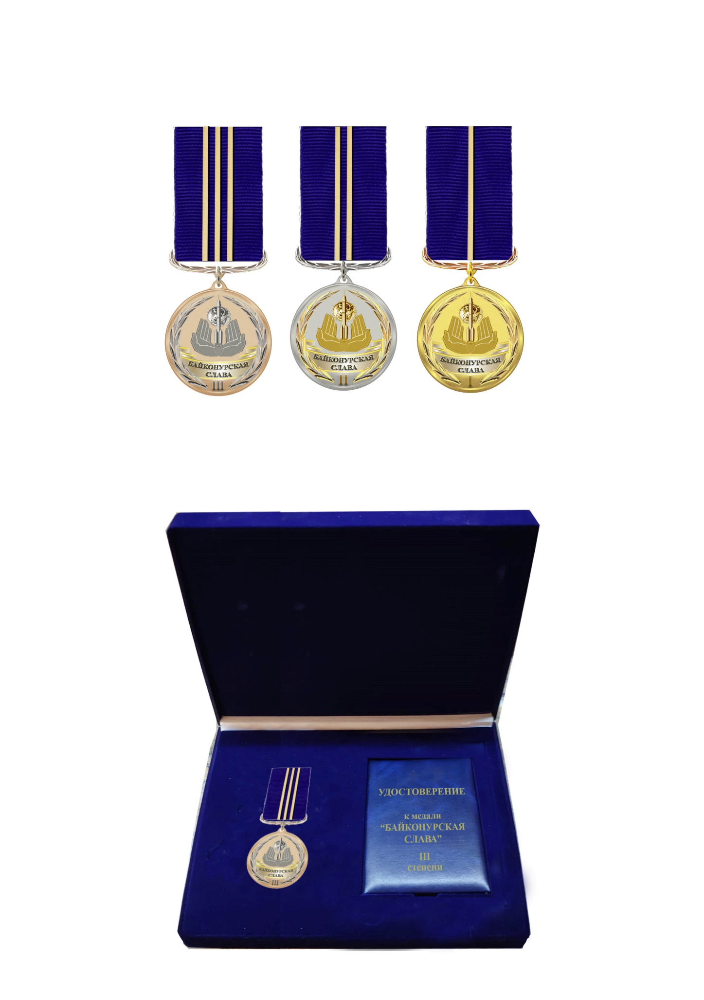 БАЙКОНУРСКАЯ
СЛАВА
III
БАЙКОНУРСКАЯ
СЛАВА
II
БАЙКОНУРСКАЯ
СЛАВА
I
БАЙКОНУРСКАЯ
СЛАВА
III
УДОСТОВЕРЕНИЕ
к медали
“БАЙКОНУРСКАЯ
СЛАВА”
III
степени